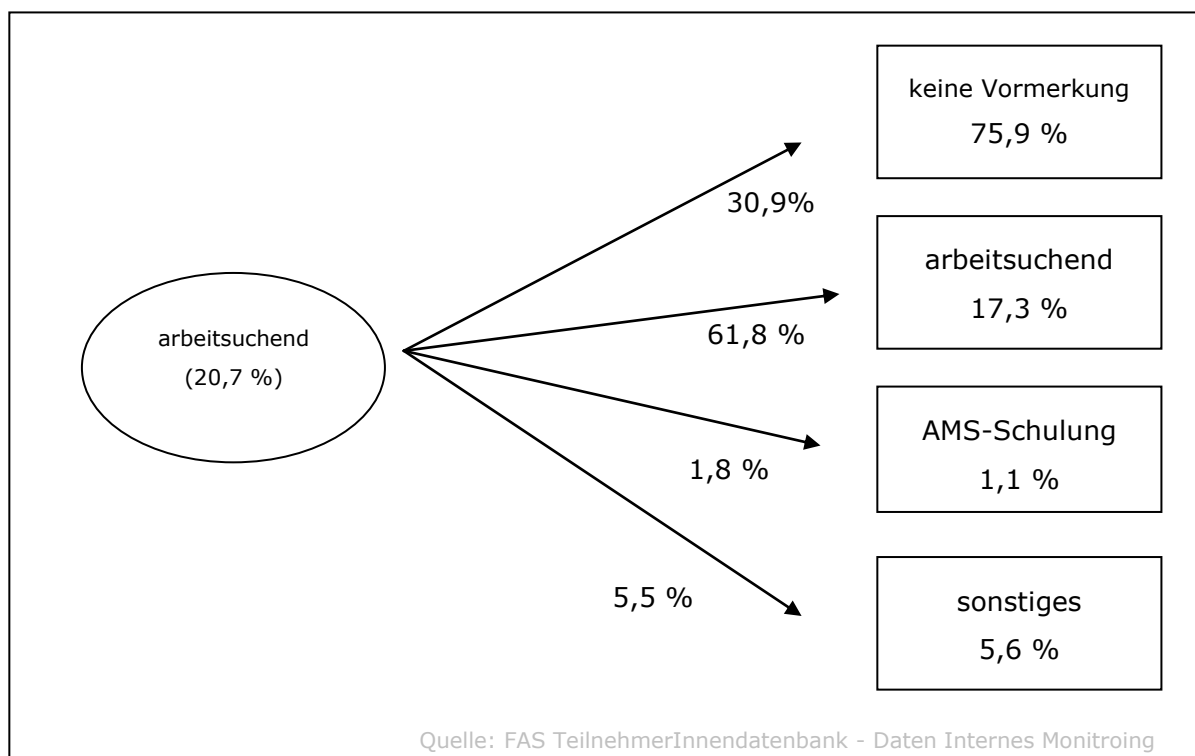 keine Vormerkung
75,9 %
30,9%
arbeitsuchend
17,3 %
61,8 %
arbeitsuchend
(20,7 %)
AMS-Schulung
1,1 %
1,8 %
5,5 %
sonstiges
5,6 %
Quelle: FAS TeilnehmerInnendatenbank - Daten Internes Monitroing